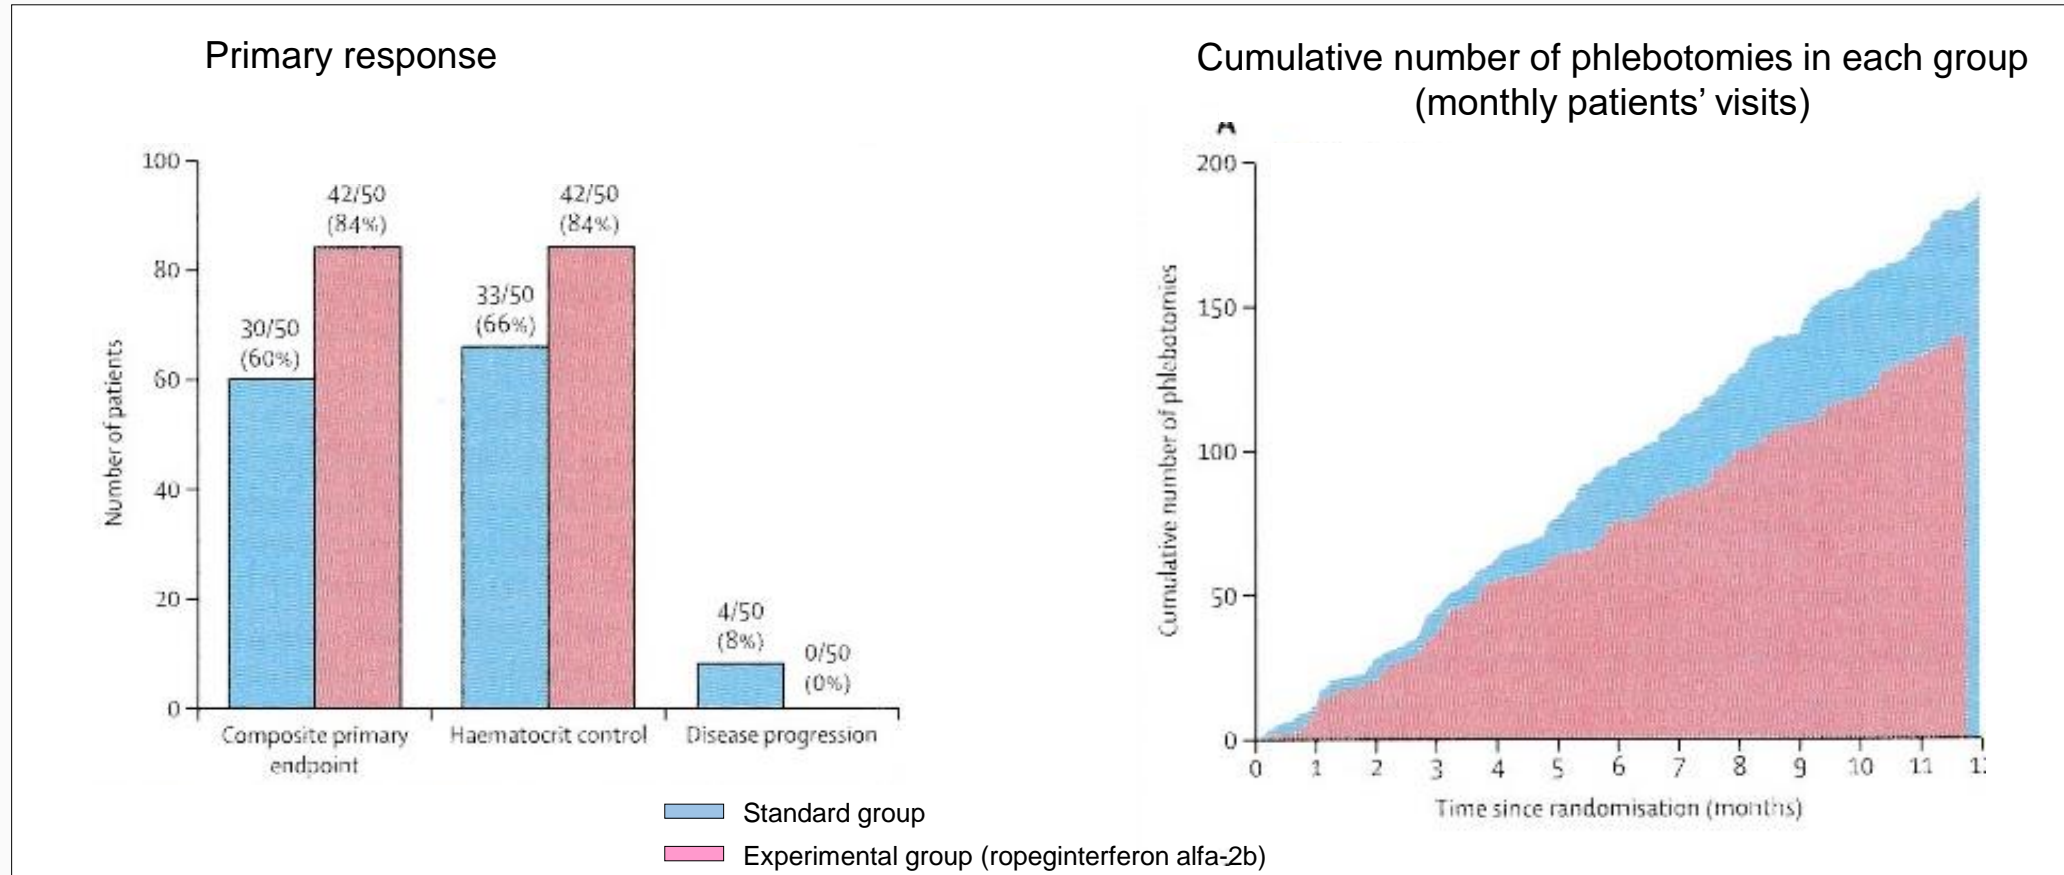 Primary response
100
80
60
40
20
0
Number of patients
30/50
(60%)
42/50
(84%)
33/50
(66%)
42/50
(84%)
4/50
(8%)
0/50
(0%)
Composite primary
endpoint
Haematocrit control
Disease progression
Cumulative number of phlebotomies in each group
(monthly patients’ visits)
A
200
150
100
50
0
Cumulative number of phlebotomies
0 1 2 3 4 5 6 7 8 9 10 11
Time since randomisation (months)
Standard group
Experimental group (ropeginterferon alfa-2b)